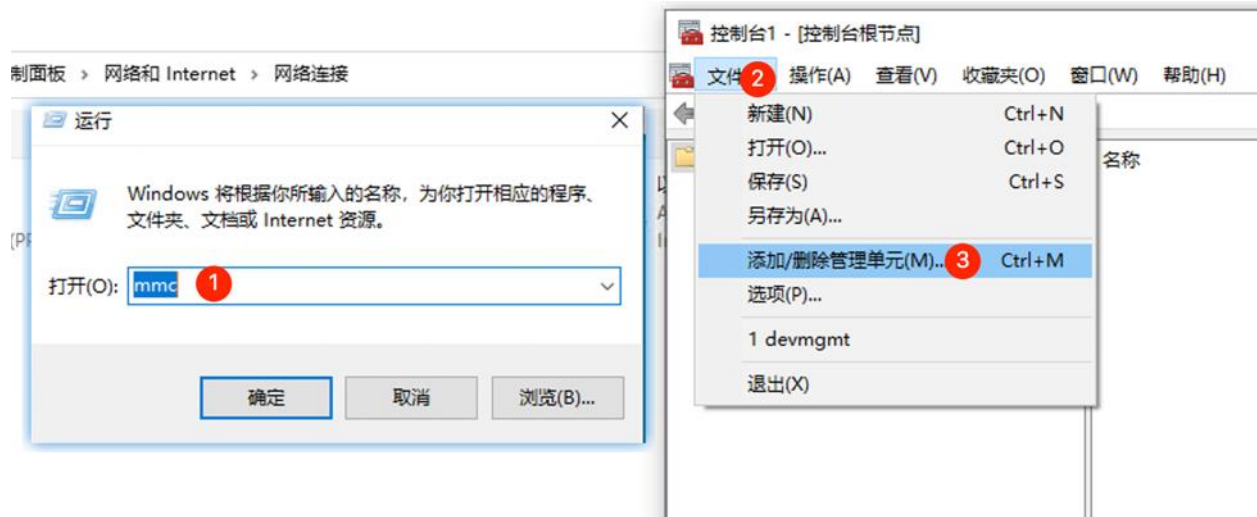 制面板 › 网络和 Internet › 网络连接
运行
Windows 将根据你所输入的名称，为你打开相应的程序、
文件夹、文档或 Internet 资源。
打开(O): mmc
1
确定 取消 浏览(B)...
控制台1 - [控制台根节点]
文件 2 操作(A) 查看(V) 收藏夹(O) 窗口(W) 帮助(H)
新建(N) Ctrl+N
打开(O)... Ctrl+O
保存(S) Ctrl+S
另存为(A)...
添加/删除管理单元(M)... 3 Ctrl+M
选项(P)...
1 devmgmt
退出(X)
名称